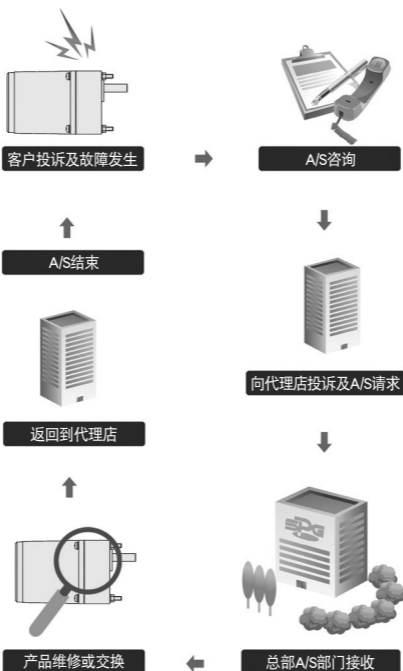 客户投诉及故障发生
A/S咨询
向代理店投诉及A/S请求
SPG
总部A/S部门接收
产品维修或交换
返回到代理店
A/S结束